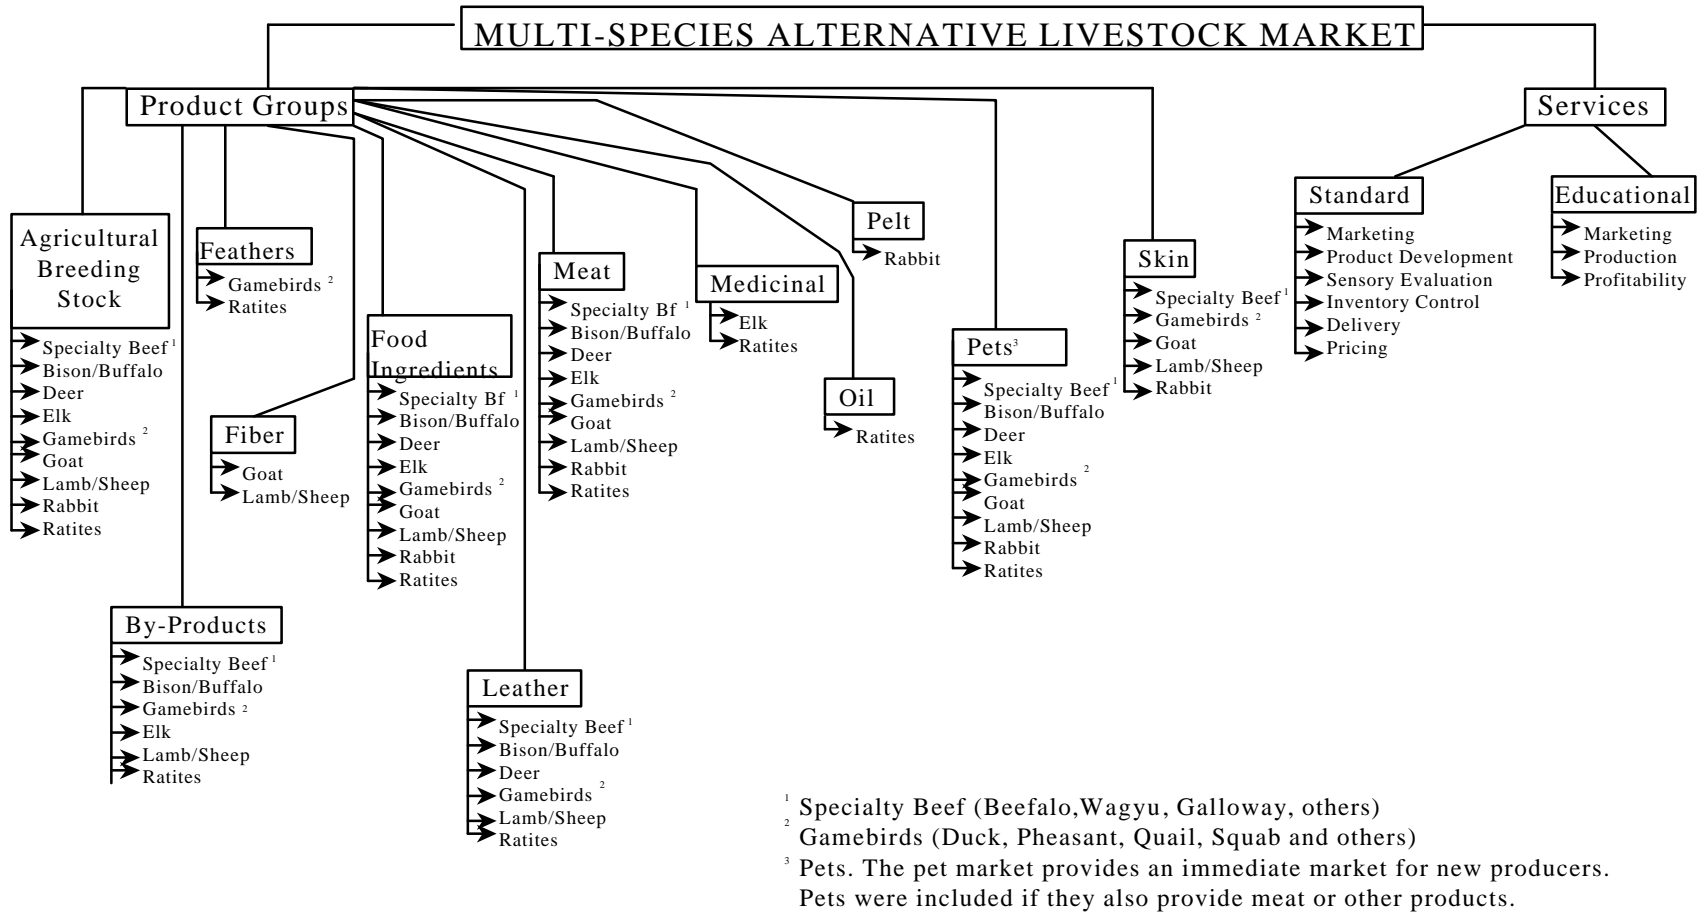 MULTI-SPECIES ALTERNATIVE LIVESTOCK MARKET
Product Groups
Services
Agricultural
Breeding
Stock
Specialty Beef 1
Bison/Buffalo
Deer
Elk
Gamebirds 2
Goat
Lamb/Sheep
Rabbit
Ratites
By-Products
Specialty Beef 1
Bison/Buffalo
Gamebirds 2
Elk
Lamb/Sheep
Ratites
Feathers
Gamebirds 2
Ratites
Fiber
Goat
Lamb/Sheep
Food
Ingredients
Specialty Bf 1
Bison/Buffalo
Deer
Elk
Gamebirds 2
Goat
Lamb/Sheep
Rabbit
Ratites
Leather
Specialty Beef 1
Bison/Buffalo
Deer
Gamebirds 2
Lamb/Sheep
Ratites
Meat
Specialty Bf 1
Bison/Buffalo
Deer
Elk
Gamebirds 2
Goat
Lamb/Sheep
Rabbit
Ratites
Medicinal
Elk
Ratites
Oil
Ratites
Pelt
Rabbit
Pets3
Specialty Beef 1
Bison/Buffalo
Deer
Elk
Gamebirds 2
Goat
Lamb/Sheep
Rabbit
Ratites
Skin
Specialty Beef 1
Gamebirds 2
Goat
Lamb/Sheep
Rabbit
Standard
Marketing
Product Development
Sensory Evaluation
Inventory Control
Delivery
Pricing
Educational
Marketing
Production
Profitability
1 Specialty Beef (Beefalo,Wagyu, Galloway, others)
2 Gamebirds (Duck, Pheasant, Quail, Squab and others)
3 Pets. The pet market provides an immediate market for new producers.
Pets were included if they also provide meat or other products.